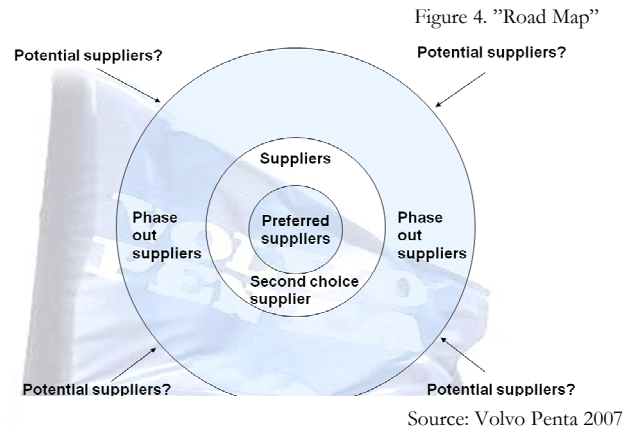 Figure 4. ”Road Map”
Potential suppliers?
Potential suppliers?
Suppliers
Phase
out
suppliers
Preferred
suppliers
Phase
out
suppliers
Second choice
supplier
Potential suppliers?
Potential suppliers?
Source: Volvo Penta 2007